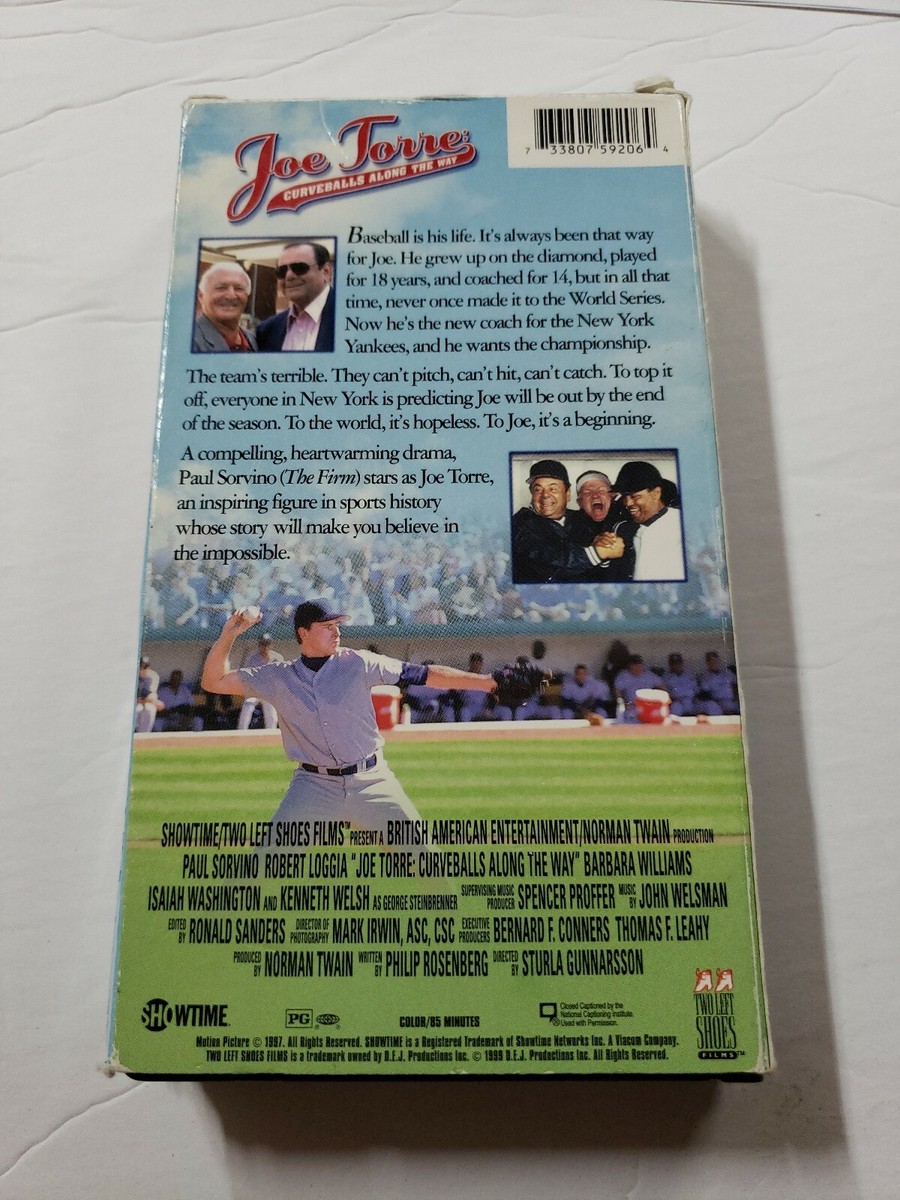 Joe Torre:
CURVEBALLS ALONG THE WAY
7 33807 59206 4
Baseball is his life. It's always been that way
for Joe. He grew up on the diamond, played
for 18 years, and coached for 14, but in all that
time, never once made it to the World Series.
Now he's the new coach for the New York
Yankees, and he wants the championship.
The team's terrible. They can't pitch, can't hit, can't catch. To top it
off, everyone in New York is predicting Joe will be out by the end
of the season. To the world, it's hopeless. To Joe, it's a beginning.
A compelling, heartwarming drama,
Paul Sorvino (The Firm) stars as Joe Torre,
an inspiring figure in sports history
whose story will make you believe in
the impossible.
SHOWTIME/TWO LEFT SHOES FILMS™ PRESENT A BRITISH AMERICAN ENTERTAINMENT/NORMAN TWAIN PRODUCTION
PAUL SORVINO ROBERT LOGGIA "JOE TORRE: CURVEBALLS ALONG THE WAY" BARBARA WILLIAMS
ISAIAH WASHINGTON AND KENNETH WELSH AS GEORGE STEINBRENNER SUPERVISING MUSIC PRODUCER SPENCER PROFFER MUSIC BY JOHN WELSMAN
EDITED BY RONALD SANDERS DIRECTOR OF PHOTOGRAPHY MARK IRWIN, ASC, CSC EXECUTIVE PRODUCERS BERNARD F. CONNERS THOMAS F. LEAHY
PRODUCED BY NORMAN TWAIN WRITTEN BY PHILIP ROSENBERG DIRECTED BY STURLA GUNNARSSON
SHOWTIME.
PG
COLOR/85 MINUTES
Closed Captioned by the
National Captioning Institute.
Used with Permission.
TWO LEFT
SHOES
FILMS™
Motion Picture © 1997. All Rights Reserved. SHOWTIME is a Registered Trademark of Showtime Networks Inc. A Viacom Company.
TWO LEFT SHOES FILMS is a trademark owned by D.E.J. Productions Inc. © 1999 D.E.J. Productions Inc. All Rights Reserved.